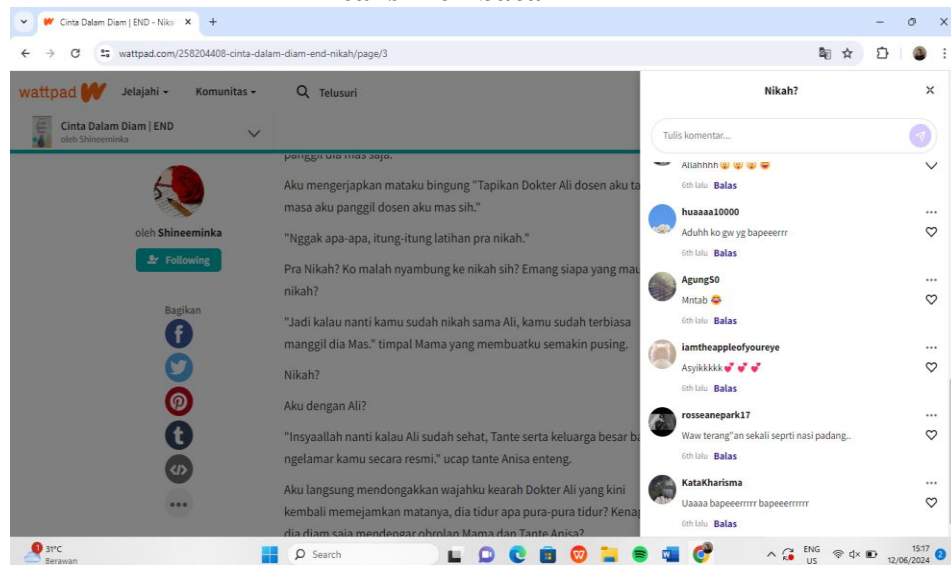 Cinta Dalam Diam | END - Nika
wattpad.com/258204408-cinta-dalam-diam-end-nikah/page/3
wattpad
Jelajahi
Komunitas
Telusuri
Cinta Dalam Diam | END
oleh Shineeminka
oleh Shineeminka
Following
Bagikan
panggil dia mas saja.
Aku mengerjapkan mataku bingung "Tapikan Dokter Ali dosen aku ta
masa aku panggil dosen aku mas sih."
"Nggak apa-apa, itung-itung latihan pra nikah."
Pra Nikah? Ko malah nyambung ke nikah sih? Emang siapa yang mau
nikah?
"Jadi kalau nanti kamu sudah nikah sama Ali, kamu sudah terbiasa
manggil dia Mas." timpal Mama yang membuatku semakin pusing.
Nikah?
Aku dengan Ali?
"Insyaallah nanti kalau Ali sudah sehat, Tante serta keluarga besar ba
ngelamar kamu secara resmi." ucap tante Anisa enteng.
Aku langsung mendongakkan wajahku kearah Dokter Ali yang kini
kembali memejamkan matanya, dia tidur apa pura-pura tidur? Kenap
dia diam saja mendengar obrolan Mama dan Tante Anisa?
Nikah?
Tulis komentar...
Allahhnh😭😭😭😂
6th lalu Balas
huaaaa10000
Aduhh ko gw yg bapeeerrr
6th lalu Balas
AgungS0
Mntab 😂
6th lalu Balas
iamtheappleofyoureye
Asyikkkkk💕💕💕
6th lalu Balas
rosseanepark17
Waw terang"an sekali seprti nasi padang..
6th lalu Balas
KataKharisma
Uaaaa bapeeerrrrr bapeeerrrrrr
6th lalu Balas
31°C
Berawan
Search
ENG
US
15:17
12/06/2024